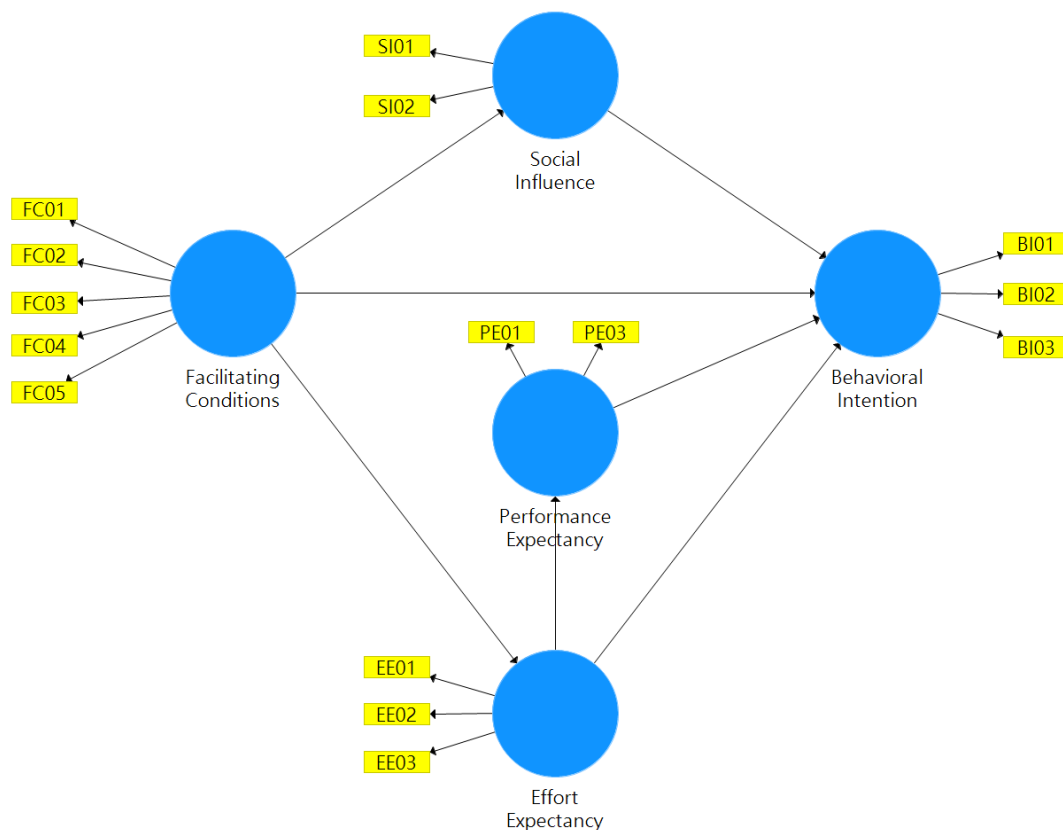 SI01
SI02
Social
Influence
FC01
FC02
FC03
FC04
FC05
Facilitating
Conditions
BI01
BI02
BI03
Behavioral
Intention
PE01
PE03
Performance
Expectancy
EE01
EE02
EE03
Effort
Expectancy